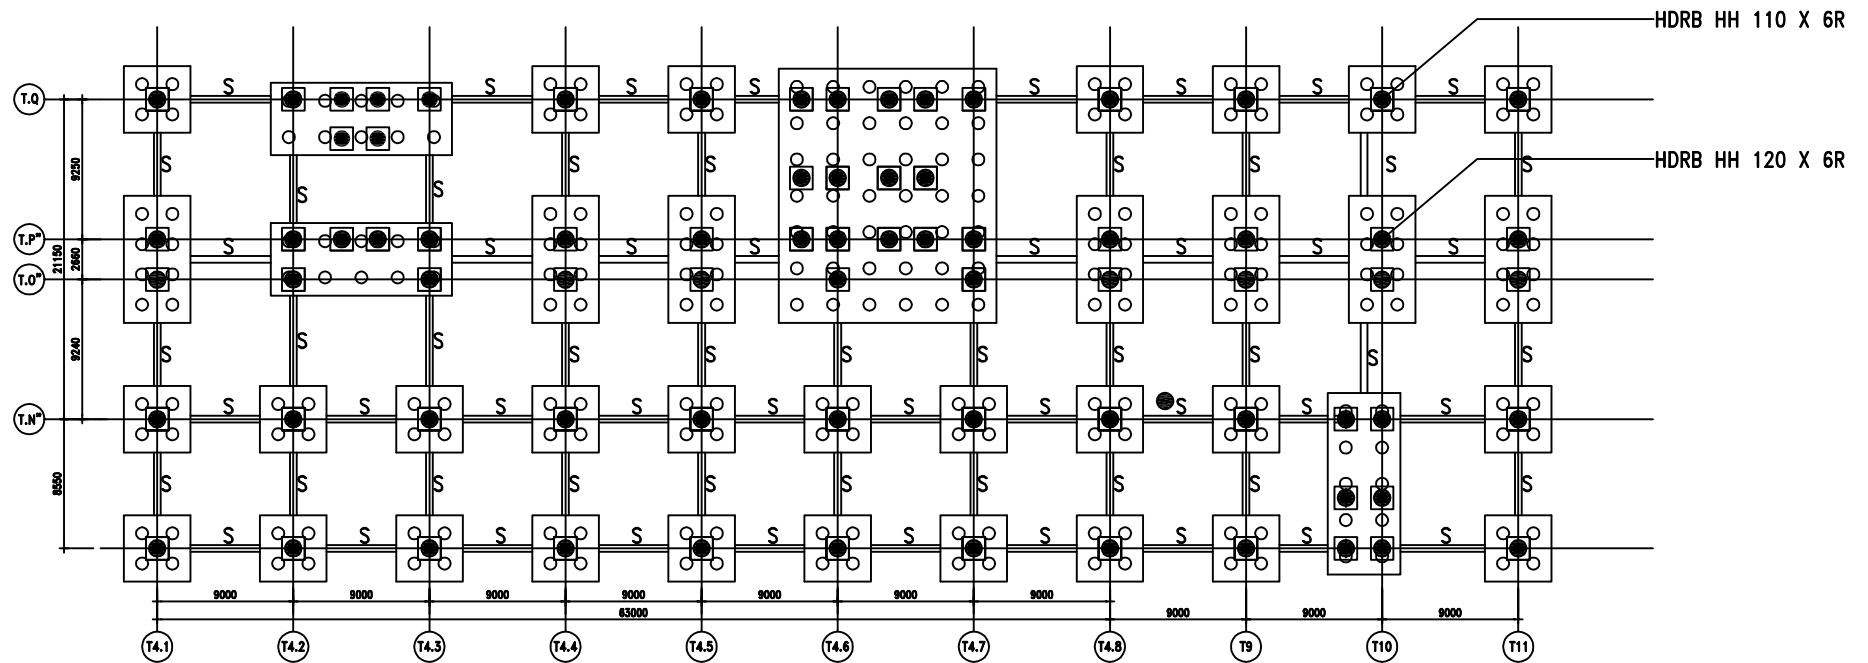 HDRB HH 110 X 6R
S S S S S S S S
T.Q
S S S S S S S
HDRB HH 120 X 6R
9250
S S
T.P"
S S S S S S S S
21150
2660
T.O"
S S
9240
S S S S S S S S S
S S S S S S S S S S
T.N"
S S S S S S S S S S
8550
S S S S S S S S S S
9000 9000 9000 9000 9000 9000 9000
63000 9000 9000 9000
T4.1 T4.2 T4.3 T4.4 T4.5 T4.6 T4.7 T4.8 T9 T10 T11